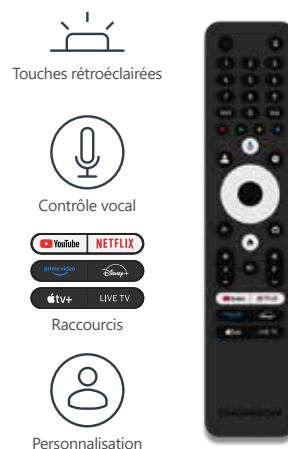 Touches rétroéclairées
Contrôle vocal
YouTube NETFLIX
prime video Disney+
tv+ LIVE TV
Raccourcis
Personnalisation